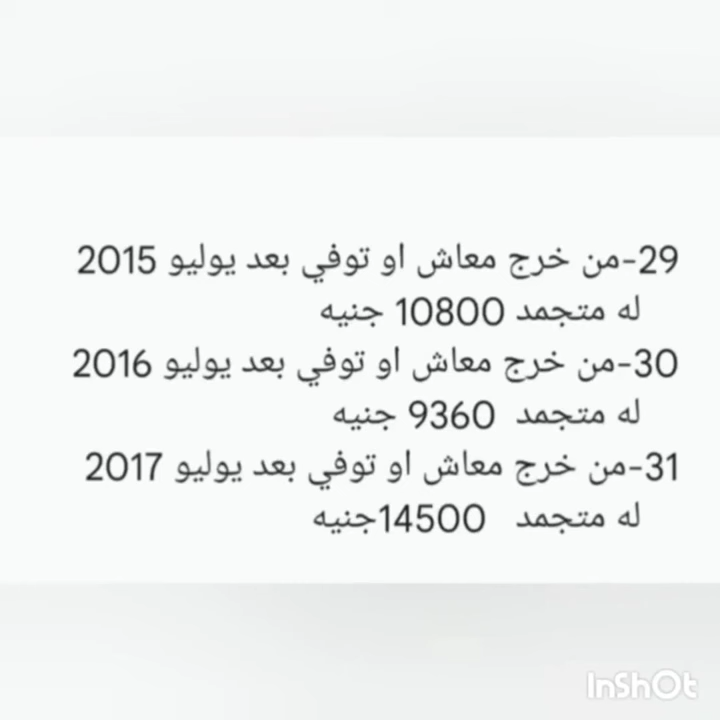 29-من خرج معاش او توفي بعد يوليو 2015
له متجمد 10800 جنيه
30-من خرج معاش او توفي بعد يوليو 2016
له متجمد 9360 جنيه
31-من خرج معاش او توفي بعد يوليو 2017
له متجمد 14500جنيه
InShOt